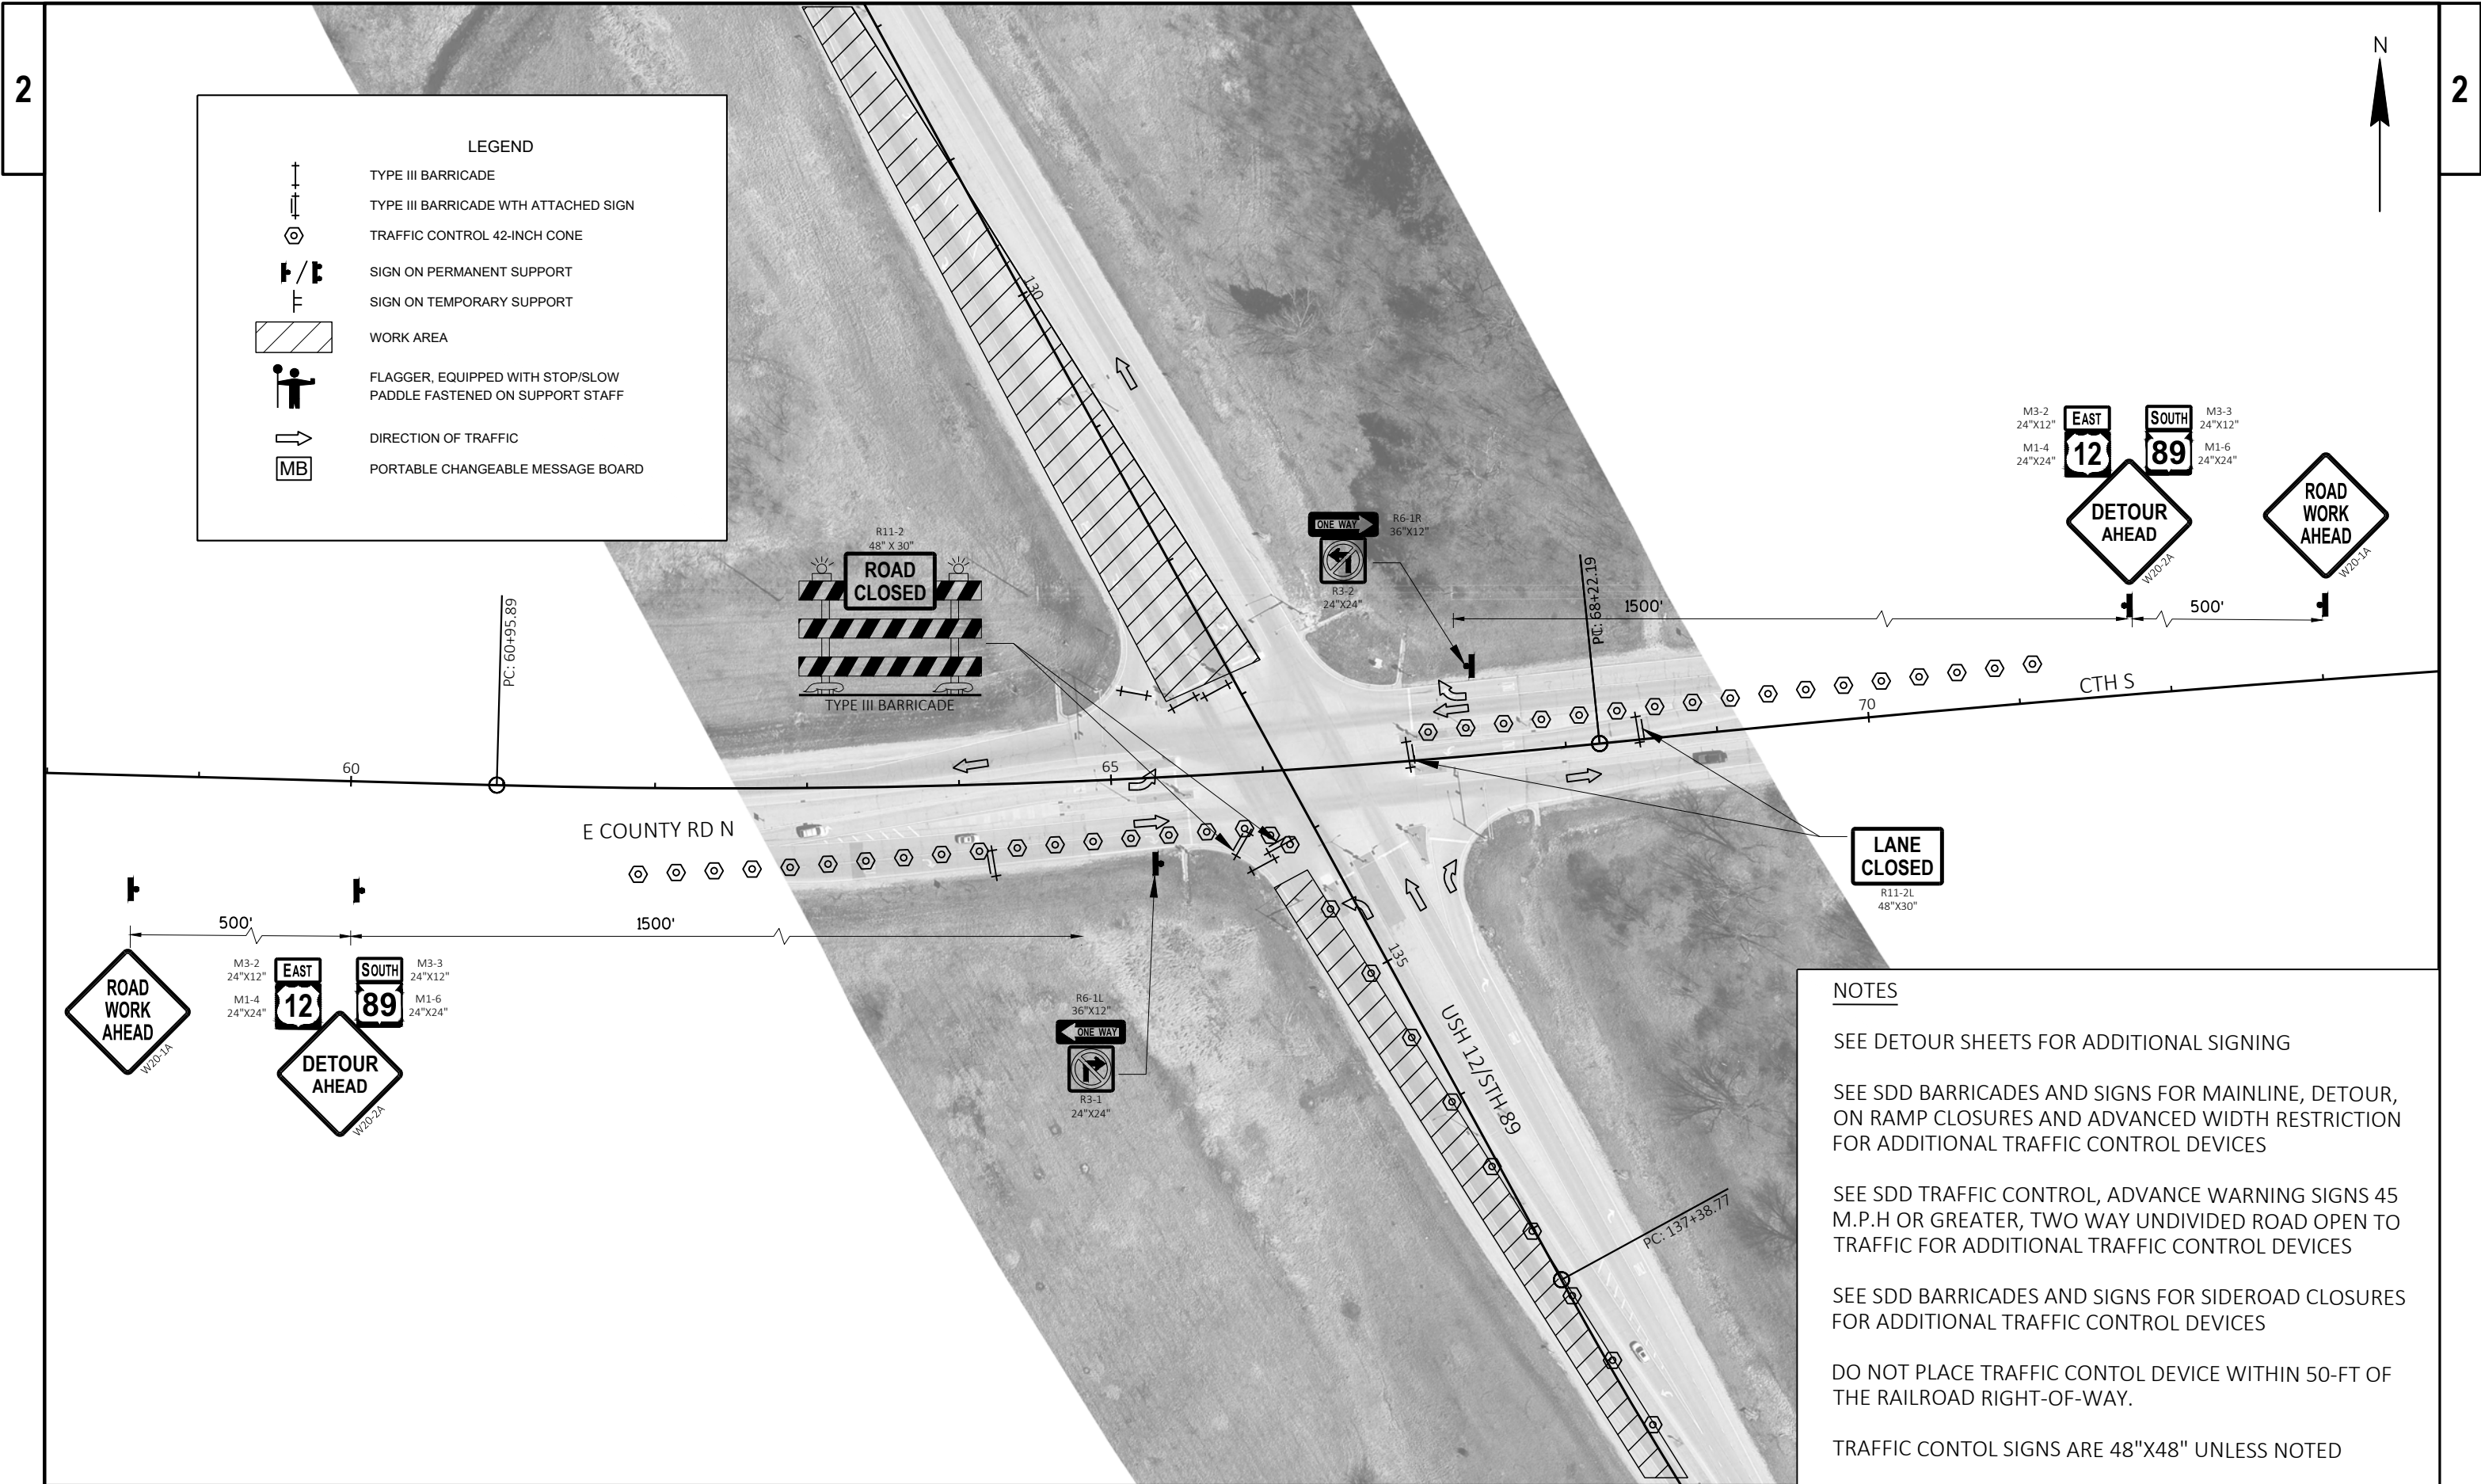 2
2
N
LEGEND
TYPE III BARRICADE
TYPE III BARRICADE WTH ATTACHED SIGN
TRAFFIC CONTROL 42-INCH CONE
SIGN ON PERMANENT SUPPORT
SIGN ON TEMPORARY SUPPORT
WORK AREA
FLAGGER, EQUIPPED WITH STOP/SLOW
PADDLE FASTENED ON SUPPORT STAFF
DIRECTION OF TRAFFIC
MB
PORTABLE CHANGEABLE MESSAGE BOARD
130
R11-2
48" X 30"
ROAD
CLOSED
TYPE III BARRICADE
ONE WAY
R6-1R
36"X12"
R3-2
24"X24"
M3-2
24"X12"
EAST
M1-4
24"X24"
12
SOUTH
M3-3
24"X12"
89
M1-6
24"X24"
DETOUR
AHEAD
W20-2A
ROAD
WORK
AHEAD
W20-1A
1500'
500'
PC: 60+95.89
PC: 68+22.19
CTH S
60
65
70
E COUNTY RD N
LANE
CLOSED
R11-2L
48"X30"
500'
1500'
ROAD
WORK
AHEAD
W20-1A
M3-2
24"X12"
EAST
M1-4
24"X24"
12
SOUTH
M3-3
24"X12"
89
M1-6
24"X24"
DETOUR
AHEAD
W20-2A
R6-1L
36"X12"
ONE WAY
R3-1
24"X24"
135
USH 12/STH 89
PC: 137+38.77
NOTES
SEE DETOUR SHEETS FOR ADDITIONAL SIGNING
SEE SDD BARRICADES AND SIGNS FOR MAINLINE, DETOUR,
ON RAMP CLOSURES AND ADVANCED WIDTH RESTRICTION
FOR ADDITIONAL TRAFFIC CONTROL DEVICES
SEE SDD TRAFFIC CONTROL, ADVANCE WARNING SIGNS 45
M.P.H OR GREATER, TWO WAY UNDIVIDED ROAD OPEN TO
TRAFFIC FOR ADDITIONAL TRAFFIC CONTROL DEVICES
SEE SDD BARRICADES AND SIGNS FOR SIDEROAD CLOSURES
FOR ADDITIONAL TRAFFIC CONTROL DEVICES
DO NOT PLACE TRAFFIC CONTOL DEVICE WITHIN 50-FT OF
THE RAILROAD RIGHT-OF-WAY.
TRAFFIC CONTOL SIGNS ARE 48"X48" UNLESS NOTED